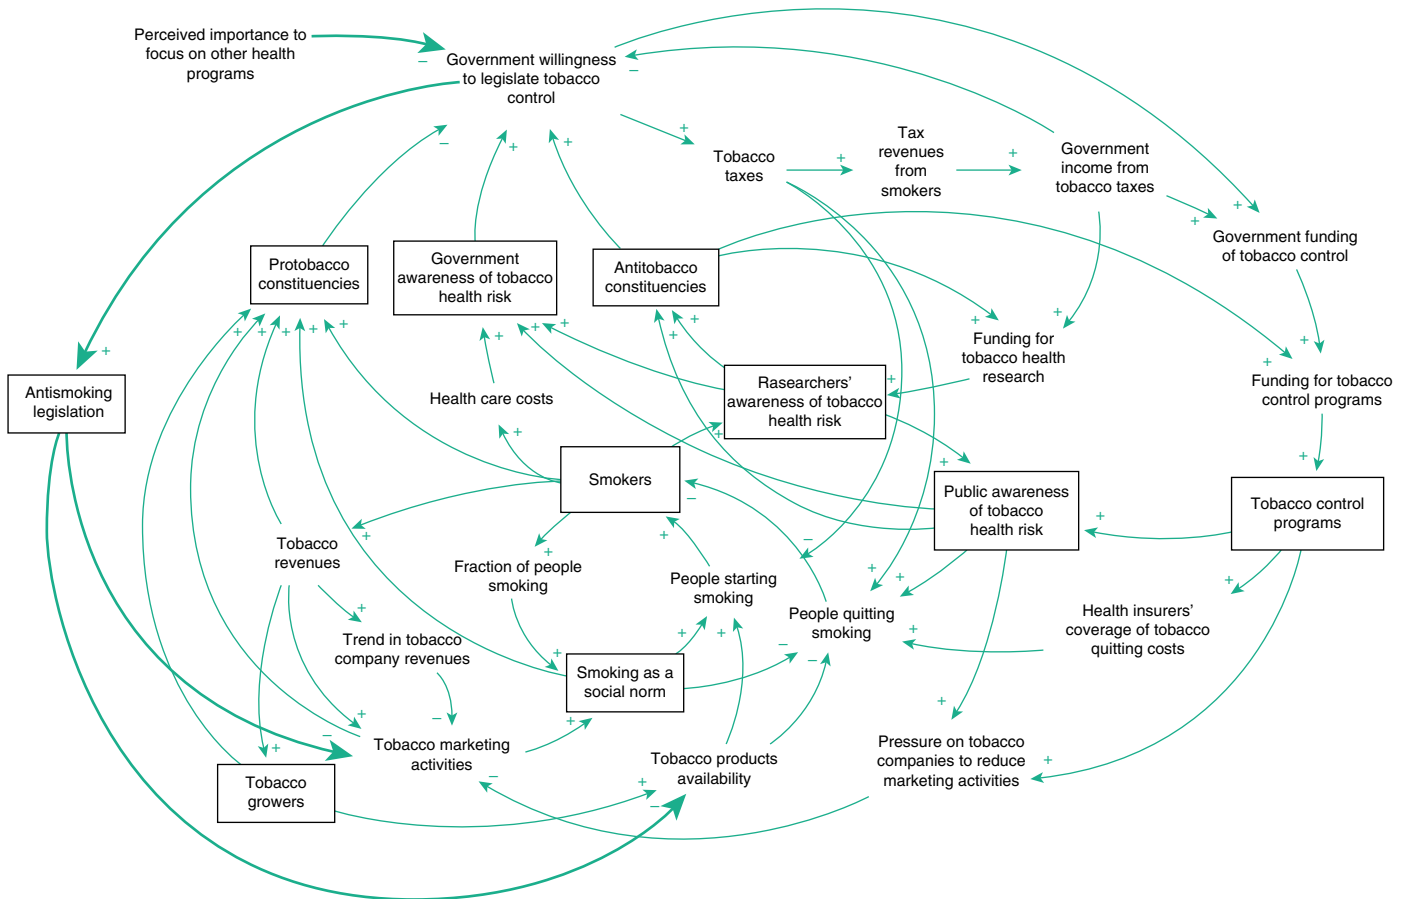 Perceived importance to
focus on other health
programs
Government willingness
to legislate tobacco
control
Tobacco
taxes
Tax
revenues
from
smokers
Government
income from
tobacco taxes
Government funding
of tobacco control
Protobacco
constituencies
Government
awareness of tobacco
health risk
Antitobacco
constituencies
Funding for
tobacco health
research
Funding for tobacco
control programs
Antismoking
legislation
Health care costs
Rasearchers’
awareness of tobacco
health risk
Smokers
Public awareness
of tobacco
health risk
Tobacco control
programs
Tobacco
revenues
Fraction of people
smoking
People starting
smoking
People quitting
smoking
Health insurers’
coverage of tobacco
quitting costs
Trend in tobacco
company revenues
Smoking as a
social norm
Tobacco marketing
activities
Tobacco products
availability
Pressure on tobacco
companies to reduce
marketing activities
Tobacco
growers